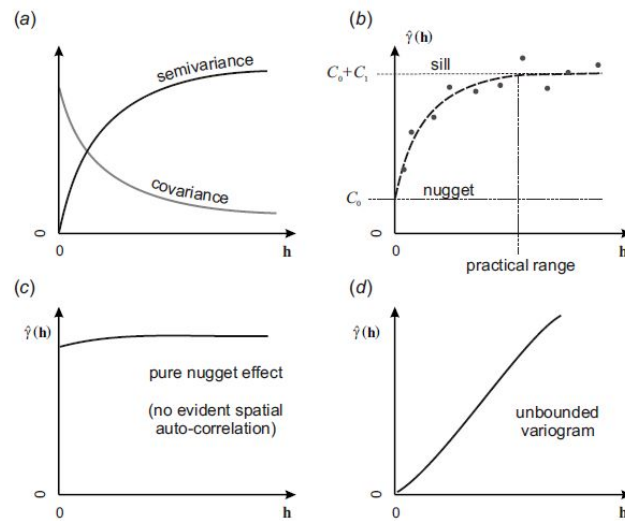 (a)
semivariance
covariance
0
0
h
(b)
γ̂(h)
C₀+C₁
sill
C₀
nugget
0
0
h
practical range
(c)
γ̂(h)
pure nugget effect
(no evident spatial
auto-correlation)
0
0
h
(d)
γ̂(h)
unbounded
variogram
0
0
h